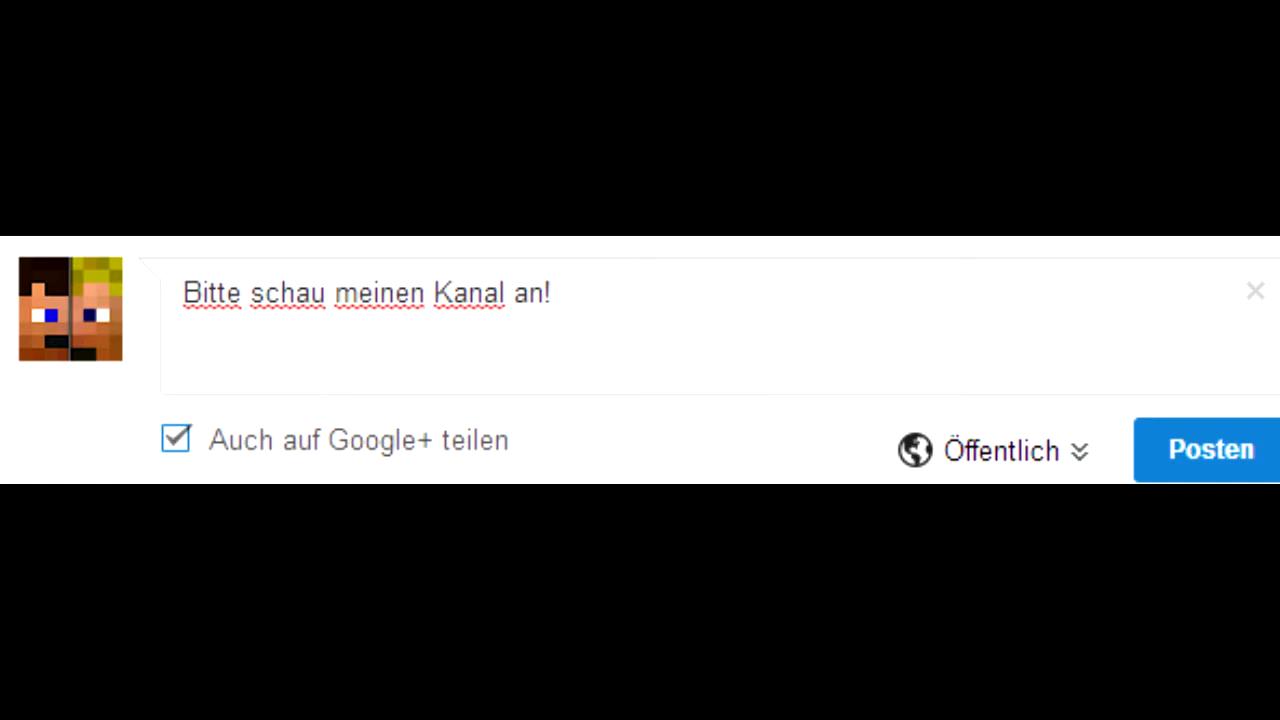 Bitte schau meinen Kanal an!
Auch auf Google+ teilen
Öffentlich
Posten